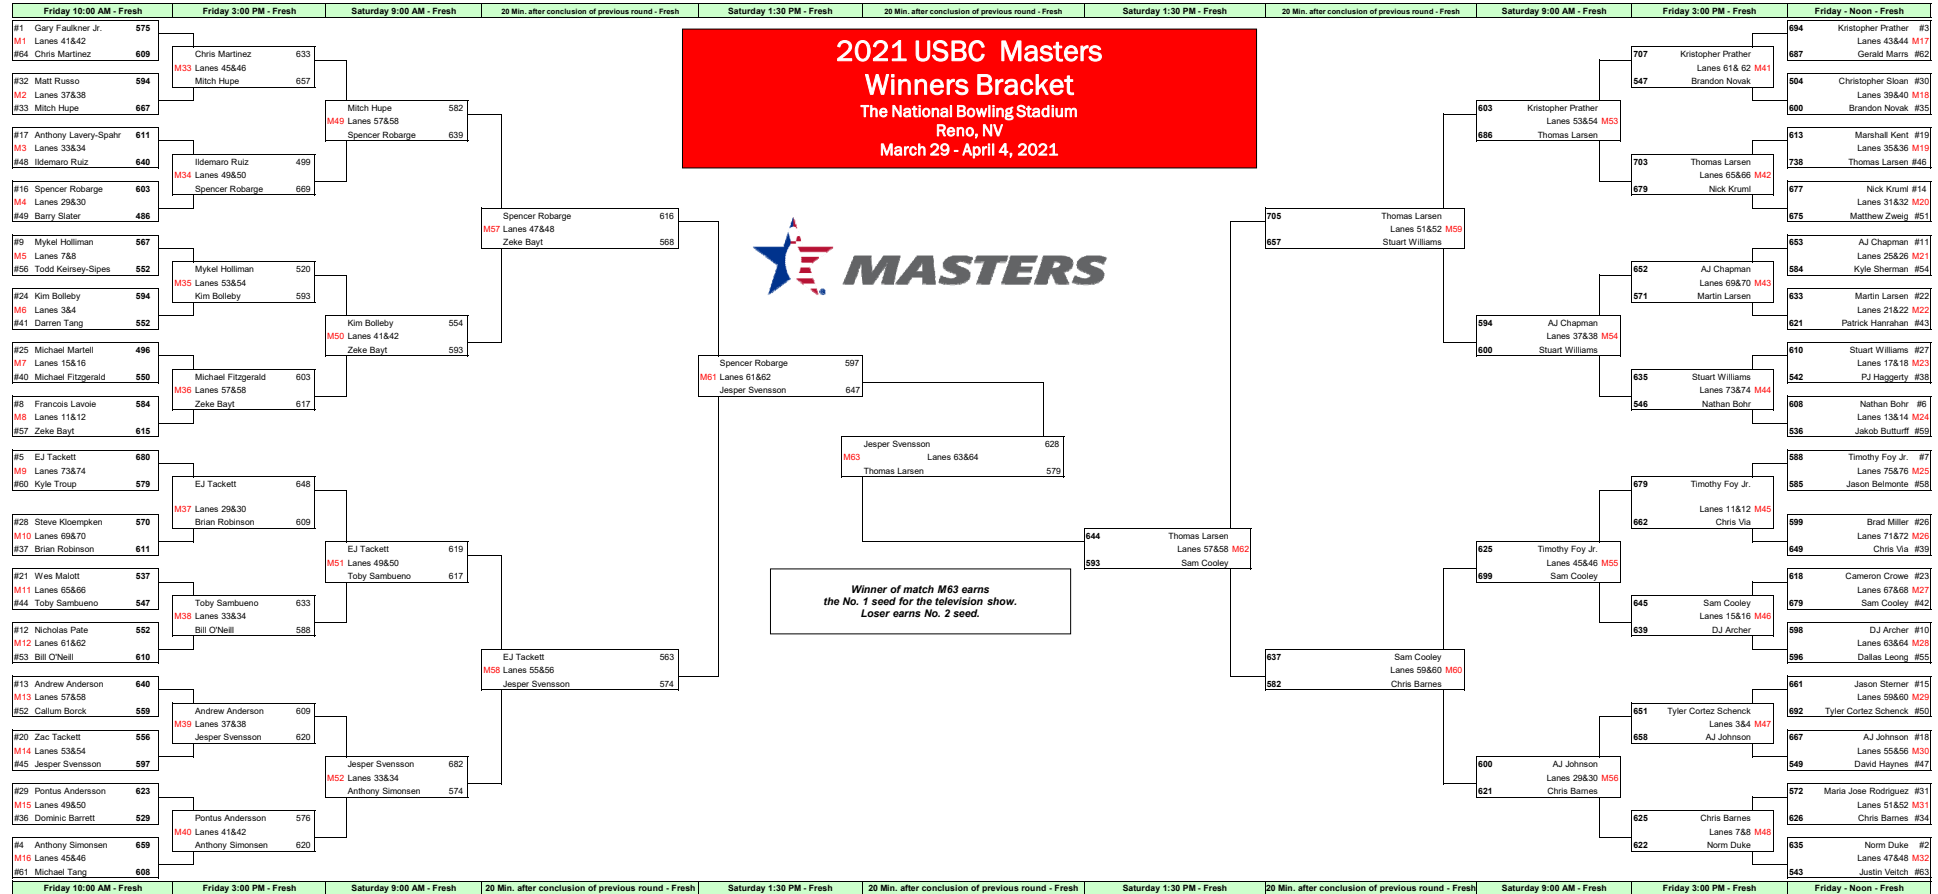 Friday 10:00 AM - Fresh
Friday 3:00 PM - Fresh
Saturday 9:00 AM - Fresh
20 Min. after conclusion of previous round - Fresh
Saturday 1:30 PM - Fresh
20 Min. after conclusion of previous round - Fresh
Saturday 1:30 PM - Fresh
20 Min. after conclusion of previous round - Fresh
Saturday 9:00 AM - Fresh
Friday 3:00 PM - Fresh
Friday - Noon - Fresh
2021 USBC Masters
Winners Bracket
The National Bowling Stadium
Reno, NV
March 29 - April 4, 2021
MASTERS
#1 Gary Faulkner Jr. 575
M1 Lanes 41&42
#64 Chris Martinez 609
#32 Matt Russo 594
M2 Lanes 37&38
#33 Mitch Hupe 667
#17 Anthony Lavery-Spahr 611
M3 Lanes 33&34
#48 Ildemaro Ruiz 640
#16 Spencer Robarge 603
M4 Lanes 29&30
#49 Barry Slater 486
#9 Mykel Holliman 567
M5 Lanes 7&8
#56 Todd Keirsey-Sipes 552
#24 Kim Bolleby 594
M6 Lanes 3&4
#41 Darren Tang 552
#25 Michael Martell 496
M7 Lanes 15&16
#40 Michael Fitzgerald 550
#8 Francois Lavoie 584
M8 Lanes 11&12
#57 Zeke Bayt 615
#5 EJ Tackett 680
M9 Lanes 73&74
#60 Kyle Troup 579
#28 Steve Kloempken 570
M10 Lanes 69&70
#37 Brian Robinson 611
#21 Wes Malott 537
M11 Lanes 65&66
#44 Toby Sambueno 547
#12 Nicholas Pate 552
M12 Lanes 61&62
#53 Bill O'Neill 610
#13 Andrew Anderson 640
M13 Lanes 57&58
#52 Callum Borck 559
#20 Zac Tackett 556
M14 Lanes 53&54
#45 Jesper Svensson 597
#29 Pontus Andersson 623
M15 Lanes 49&50
#36 Dominic Barrett 529
#4 Anthony Simonsen 659
M16 Lanes 45&46
#61 Michael Tang 608
Chris Martinez 633
M33 Lanes 45&46
Mitch Hupe 657
Ildemaro Ruiz 499
M34 Lanes 49&50
Spencer Robarge 669
Mykel Holliman 520
M35 Lanes 53&54
Kim Bolleby 593
Michael Fitzgerald 603
M36 Lanes 57&58
Zeke Bayt 617
EJ Tackett 648
M37 Lanes 29&30
Brian Robinson 609
Toby Sambueno 633
M38 Lanes 33&34
Bill O'Neill 588
Andrew Anderson 609
M39 Lanes 37&38
Jesper Svensson 620
Pontus Andersson 576
M40 Lanes 41&42
Anthony Simonsen 620
Mitch Hupe 582
M49 Lanes 57&58
Spencer Robarge 639
Kim Bolleby 554
M50 Lanes 41&42
Zeke Bayt 593
EJ Tackett 619
M51 Lanes 49&50
Toby Sambueno 617
Jesper Svensson 682
M52 Lanes 33&34
Anthony Simonsen 574
Spencer Robarge 616
M57 Lanes 47&48
Zeke Bayt 568
EJ Tackett 563
M58 Lanes 55&56
Jesper Svensson 574
Spencer Robarge 597
M61 Lanes 61&62
Jesper Svensson 647
Jesper Svensson 628
M63 Lanes 63&64
Thomas Larsen 579
Winner of match M63 earns
the No. 1 seed for the television show.
Loser earns No. 2 seed.
644 Thomas Larsen
Lanes 57&58 M62
593 Sam Cooley
705 Thomas Larsen
Lanes 51&52 M59
657 Stuart Williams
637 Sam Cooley
Lanes 59&60 M60
582 Chris Barnes
603 Kristopher Prather
Lanes 53&54 M53
686 Thomas Larsen
594 AJ Chapman
Lanes 37&38 M54
600 Stuart Williams
625 Timothy Foy Jr.
Lanes 45&46 M55
699 Sam Cooley
600 AJ Johnson
Lanes 29&30 M56
621 Chris Barnes
707 Kristopher Prather
Lanes 61& 62 M41
547 Brandon Novak
703 Thomas Larsen
Lanes 65&66 M42
679 Nick Kruml
652 AJ Chapman
Lanes 69&70 M43
571 Martin Larsen
635 Stuart Williams
Lanes 73&74 M44
546 Nathan Bohr
679 Timothy Foy Jr.
Lanes 11&12 M45
662 Chris Via
645 Sam Cooley
Lanes 15&16 M46
639 DJ Archer
651 Tyler Cortez Schenck
Lanes 3&4 M47
658 AJ Johnson
625 Chris Barnes
Lanes 7&8 M48
622 Norm Duke
694 Kristopher Prather #3
Lanes 43&44 M17
687 Gerald Marrs #62
504 Christopher Sloan #30
Lanes 39&40 M18
600 Brandon Novak #35
613 Marshall Kent #19
Lanes 35&36 M19
738 Thomas Larsen #46
677 Nick Kruml #14
Lanes 31&32 M20
675 Matthew Zweig #51
653 AJ Chapman #11
Lanes 25&26 M21
584 Kyle Sherman #54
633 Martin Larsen #22
Lanes 21&22 M22
621 Patrick Hanrahan #43
610 Stuart Williams #27
Lanes 17&18 M23
542 PJ Haggerty #38
608 Nathan Bohr #6
Lanes 13&14 M24
536 Jakob Butturff #59
588 Timothy Foy Jr. #7
Lanes 75&76 M25
585 Jason Belmonte #58
599 Brad Miller #26
Lanes 71&72 M26
649 Chris Via #39
618 Cameron Crowe #23
Lanes 67&68 M27
679 Sam Cooley #42
598 DJ Archer #10
Lanes 63&64 M28
596 Dallas Leong #55
661 Jason Sterner #15
Lanes 59&60 M29
692 Tyler Cortez Schenck #50
667 AJ Johnson #18
Lanes 55&56 M30
549 David Haynes #47
572 Maria Jose Rodriguez #31
Lanes 51&52 M31
626 Chris Barnes #34
635 Norm Duke #2
Lanes 47&48 M32
543 Justin Veitch #63
Friday 10:00 AM - Fresh
Friday 3:00 PM - Fresh
Saturday 9:00 AM - Fresh
20 Min. after conclusion of previous round - Fresh
Saturday 1:30 PM - Fresh
20 Min. after conclusion of previous round - Fresh
Saturday 1:30 PM - Fresh
20 Min. after conclusion of previous round - Fresh
Saturday 9:00 AM - Fresh
Friday 3:00 PM - Fresh
Friday - Noon - Fresh